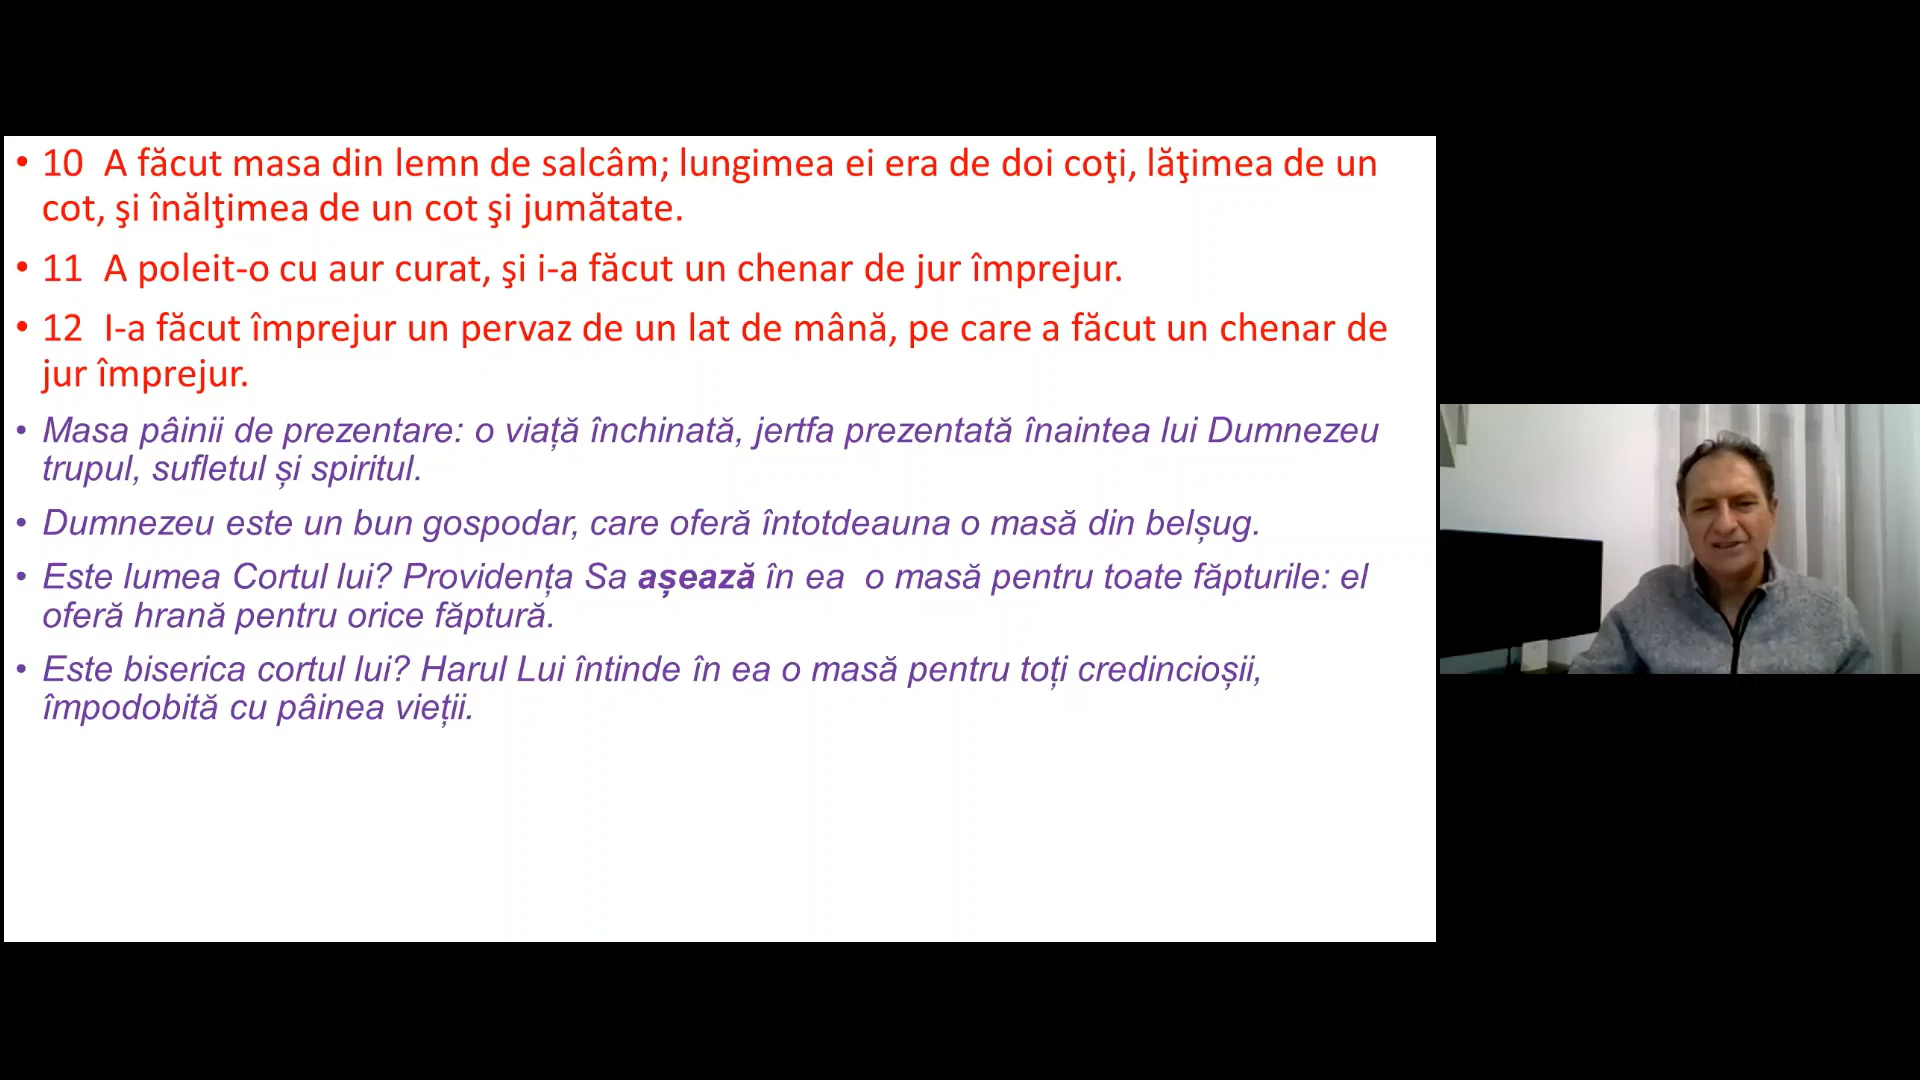 • 10 A făcut masa din lemn de salcâm; lungimea ei era de doi coţi, lăţimea de un
cot, şi înălţimea de un cot şi jumătate.
• 11 A poleit-o cu aur curat, şi i-a făcut un chenar de jur împrejur.
• 12 I-a făcut împrejur un pervaz de un lat de mână, pe care a făcut un chenar de
jur împrejur.
• Masa pâinii de prezentare: o viață închinată, jertfa prezentată înaintea lui Dumnezeu
trupul, sufletul și spiritul.
• Dumnezeu este un bun gospodar, care oferă întotdeauna o masă din belșug.
• Este lumea Cortul lui? Providența Sa așează în ea o masă pentru toate făpturile: el
oferă hrană pentru orice făptură.
• Este biserica cortul lui? Harul Lui întinde în ea o masă pentru toți credincioșii,
împodobită cu pâinea vieții.